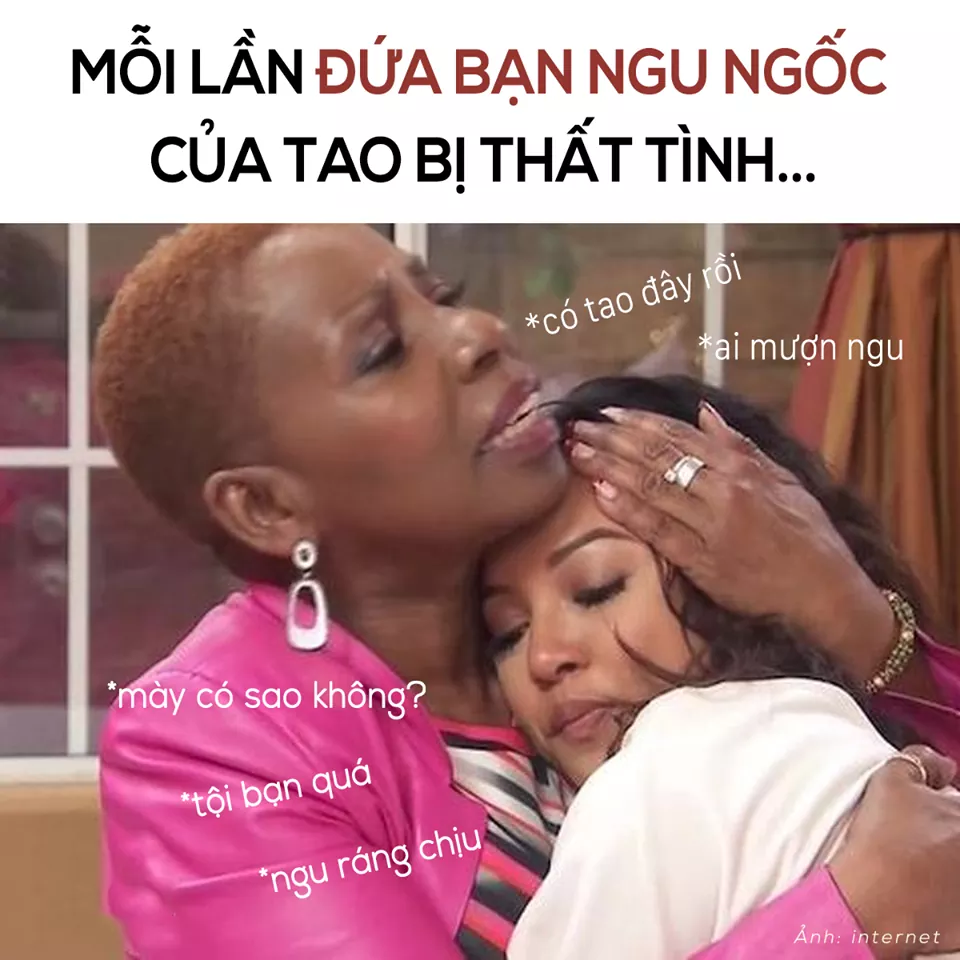 MỖI LẦN ĐỨA BẠN NGU NGỐC
CỦA TAO BỊ THẤT TÌNH...
*có tao đây rồi
*ai mượn ngu
*mày có sao không?
*tội bạn quá
*ngu ráng chịu
Ảnh: internet